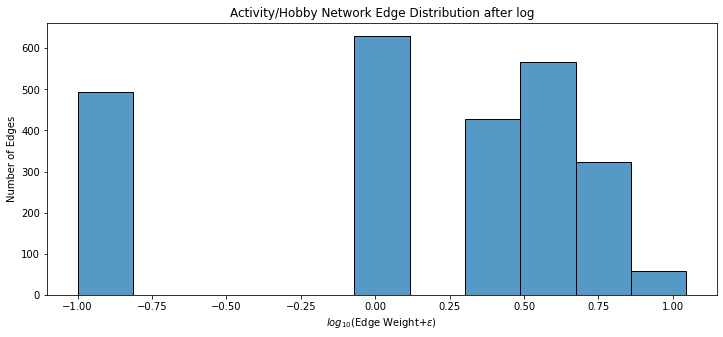 Activity/Hobby Network Edge Distribution after log
Number of Edges
600
500
400
300
200
100
0
−1.00 −0.75 −0.50 −0.25 0.00 0.25 0.50 0.75 1.00
log₁₀(Edge Weight+ε)